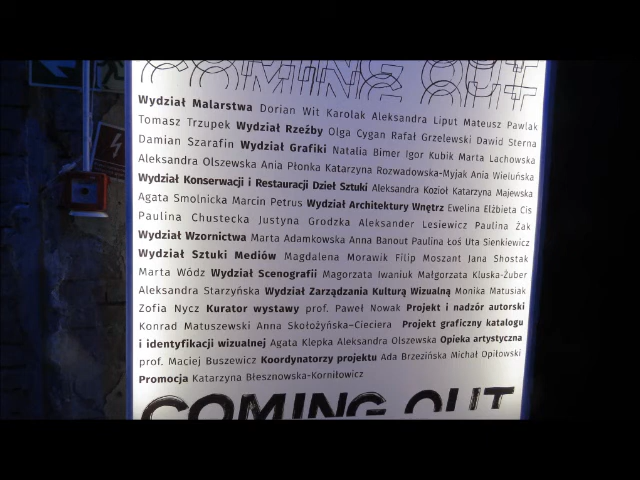 COMING OUT
Wydział Malarstwa Dorian Wit Karolak Aleksandra Liput Mateusz Pawlak
Tomasz Trzupek Wydział Rzeźby Olga Cygan Rafał Grzelewski Dawid Sterna
Damian Szarafin Wydział Grafiki Natalia Bimer Igor Kubik Marta Lachowska
Aleksandra Olszewska Ania Płonka Katarzyna Rozwadowska-Myjak Ania Wieluńska
Wydział Konserwacji i Restauracji Dzieł Sztuki Aleksandra Kozioł Katarzyna Majewska
Agata Smolnicka Marcin Petrus Wydział Architektury Wnętrz Ewelina Elżbieta Cis
Paulina Chustecka Justyna Grodzka Aleksander Lesiewicz Paulina Żak
Wydział Wzornictwa Marta Adamkowska Anna Banout Paulina Łoś Uta Sienkiewicz
Wydział Sztuki Mediów Magdalena Morawik Filip Moszant Jana Shostak
Marta Wódz Wydział Scenografii Magorzata Iwaniuk Małgorzata Kluska-Żuber
Aleksandra Starzyńska Wydział Zarządzania Kulturą Wizualną Monika Matusiak
Zofia Nycz Kurator wystawy prof. Paweł Nowak Projekt i nadzór autorski
Konrad Matuszewski Anna Skołożyńska-Cieciera Projekt graficzny katalogu
i identyfikacji wizualnej Agata Klepka Aleksandra Olszewska Opieka artystyczna
prof. Maciej Buszewicz Koordynatorzy projektu Ada Brzezińska Michał Opiłowski
Promocja Katarzyna Błesznowska-Korniłowicz
COMING OUT